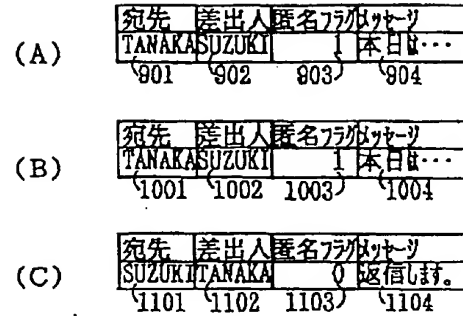 宛先 差出人 匿名フラグ メッセージ
(A) TANAKA SUZUKI 1 本日は…
901 902 903 904
宛先 差出人 匿名フラグ メッセージ
(B) TANAKA SUZUKI 1 本日は…
1001 1002 1003 1004
宛先 差出人 匿名フラグ メッセージ
(C) SUZUKI TANAKA 0 返信します。
1101 1102 1103 1104